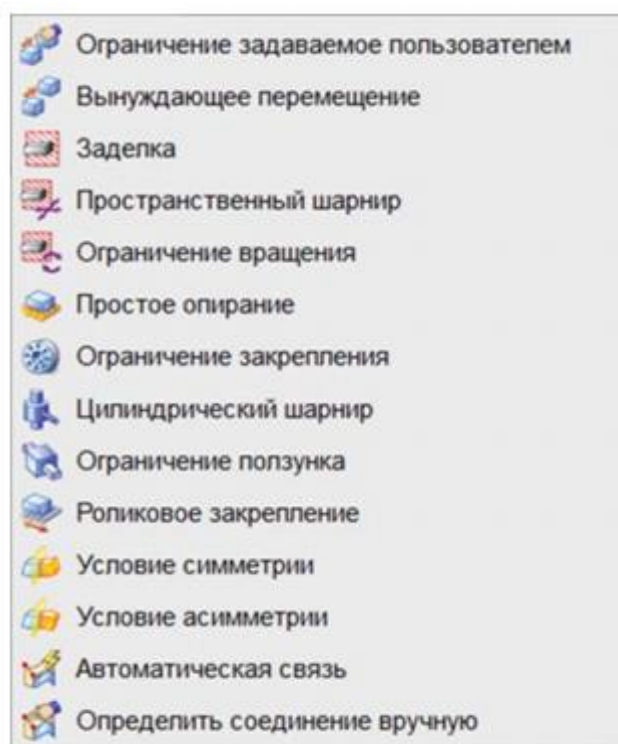 Ограничение задаваемое пользователем
Вынуждающее перемещение
Заделка
Пространственный шарнир
Ограничение вращения
Простое опирание
Ограничение закрепления
Цилиндрический шарнир
Ограничение ползунка
Роликовое закрепление
Условие симметрии
Условие асимметрии
Автоматическая связь
Определить соединение вручную